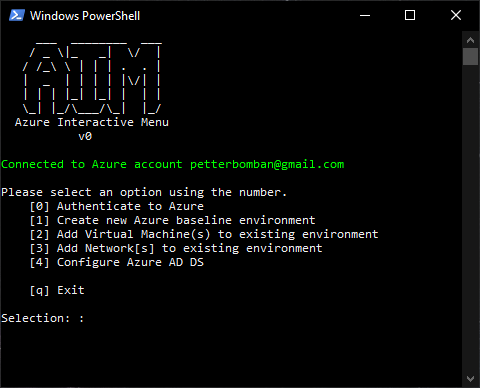 Windows PowerShell
AIM
Azure Interactive Menu
v0
Connected to Azure account petterbomban@gmail.com
Please select an option using the number.
[0] Authenticate to Azure
[1] Create new Azure baseline environment
[2] Add Virtual Machine(s) to existing environment
[3] Add Network[s] to existing environment
[4] Configure Azure AD DS
[q] Exit
Selection: :